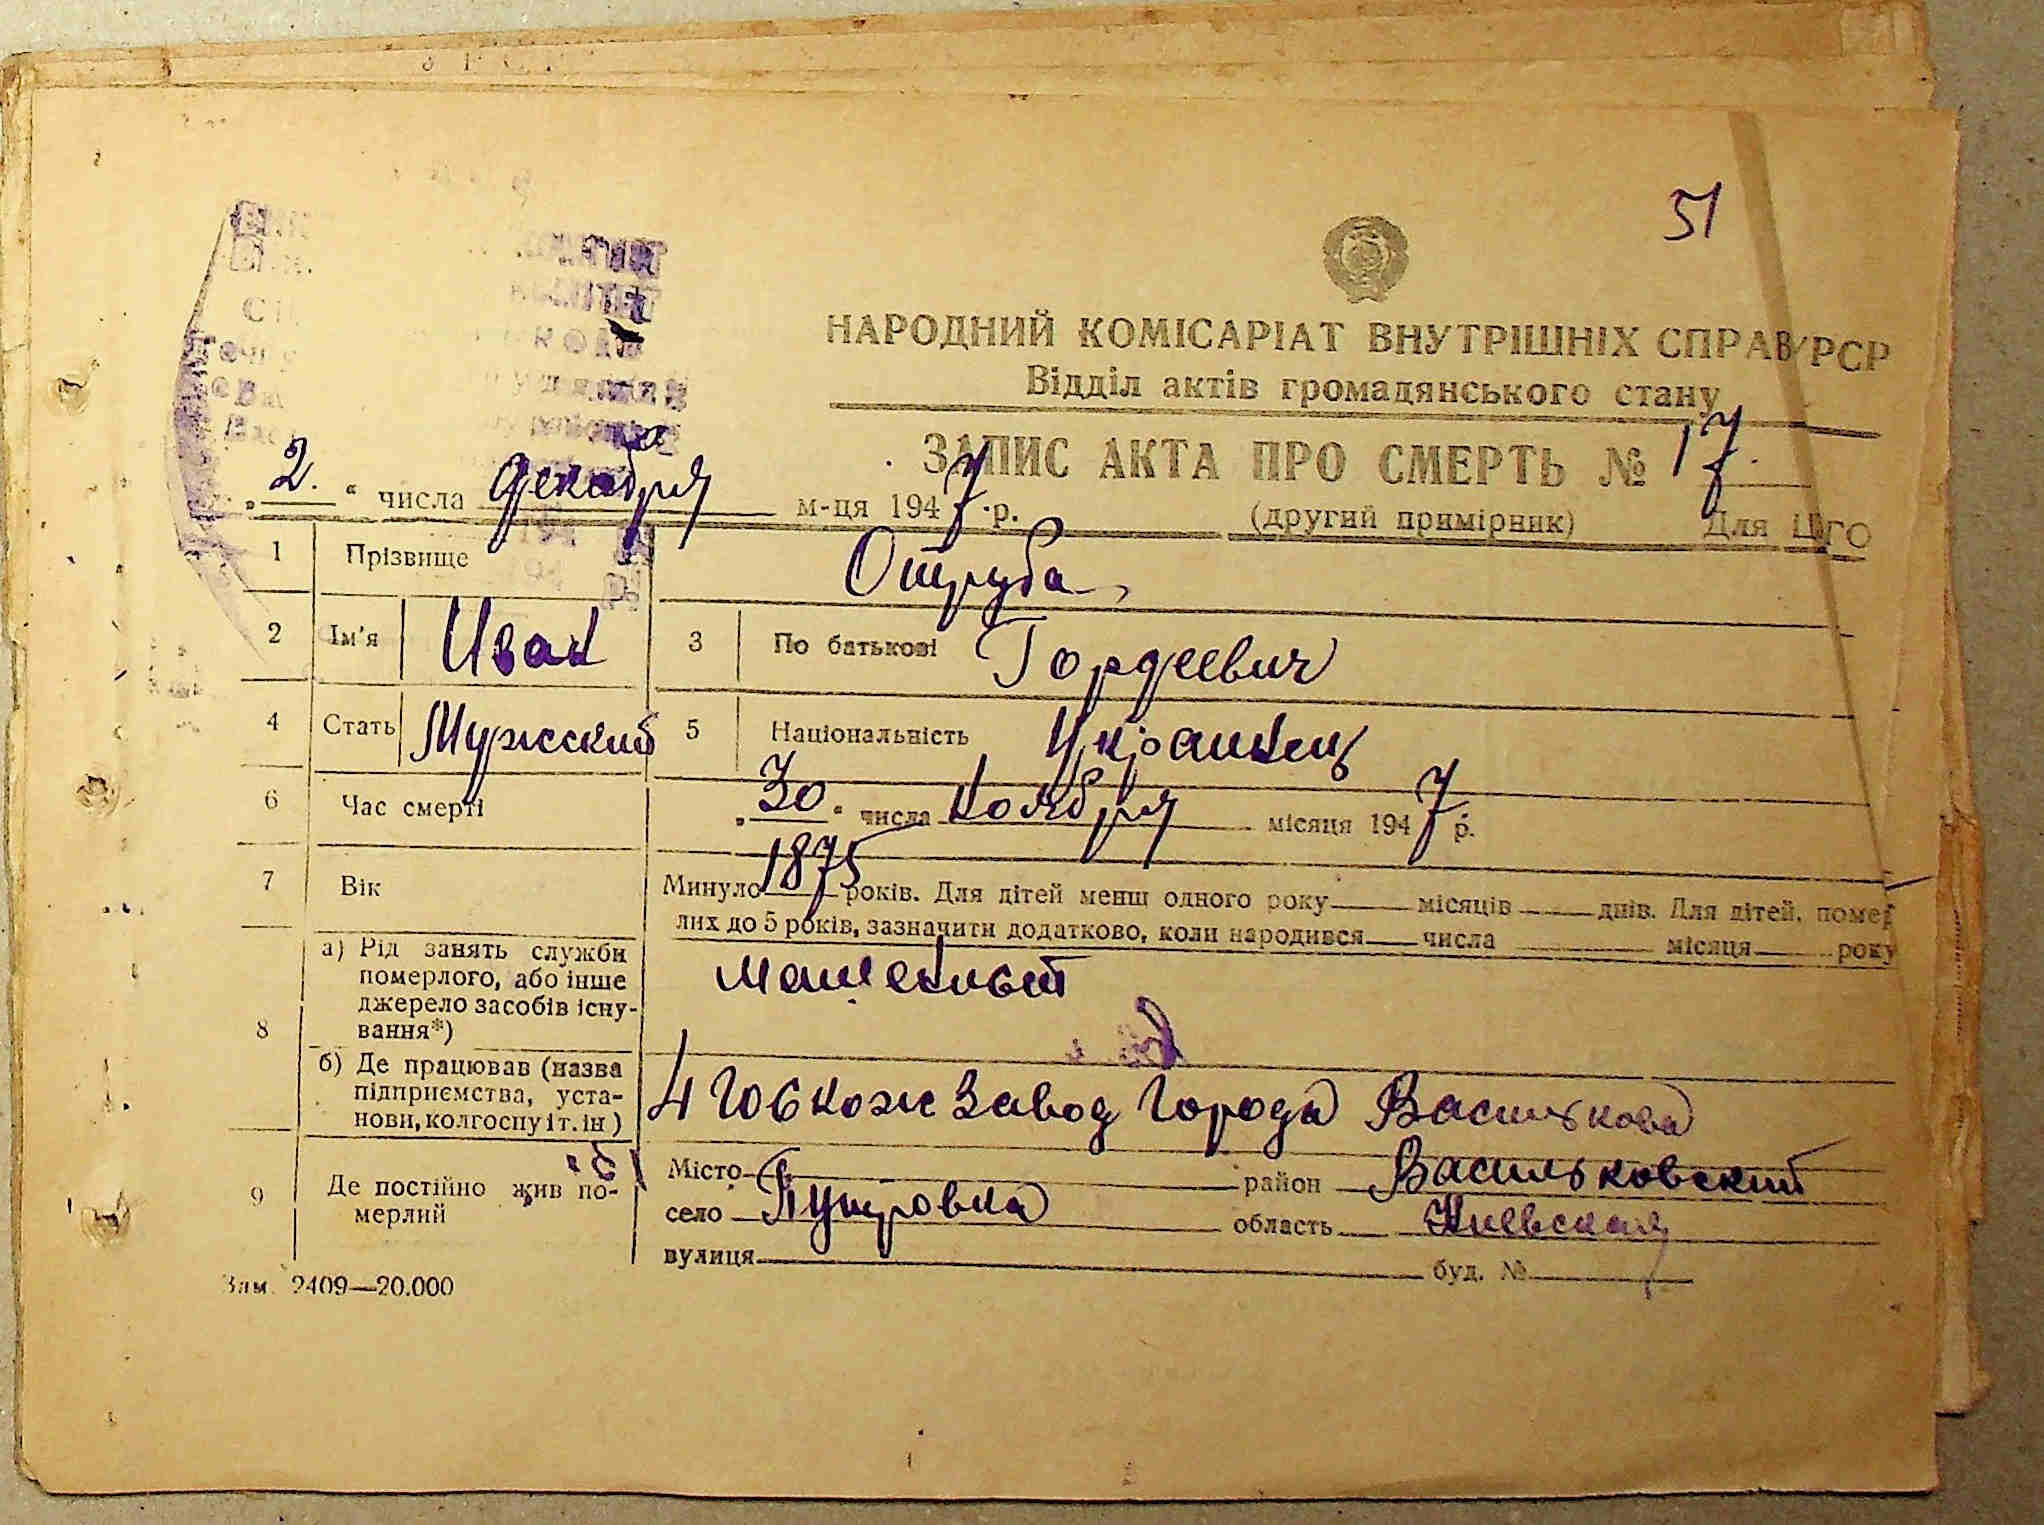 51
НАРОДНИЙ КОМІСАРІАТ ВНУТРІШНІХ СПРАВ УРСР
Відділ актів громадянського стану
ЗАПИС АКТА ПРО СМЕРТЬ № 17.
„ 2. “ числа декабря м-ця 1947 р. (другий примірник) Для ЦГО
1 Прізвище Отруба
2 Ім'я Иван 3 По батькові Гордеевич
4 Стать Мужский 5 Національність Украинец
6 Час смерті „ 30 “ числа ноября місяця 1947 р.
7 Вік Минуло 1875 років. Для дітей менш одного року місяців днів. Для дітей, помер
лих до 5 років, зазначити додатково, коли народився числа місяця року
8 а) Рід занять служби
померлого, або інше
джерело засобів існу-
вання*)
б) Де працював (назва
підприємства, уста-
нови, колгоспу і т. ін)
4 Гос кож завод города Василькова
9 Де постійно жив по-
мерлий
Місто район Васильковский
село область Киевская
вулиця буд. №
Зам. 2409—20.000